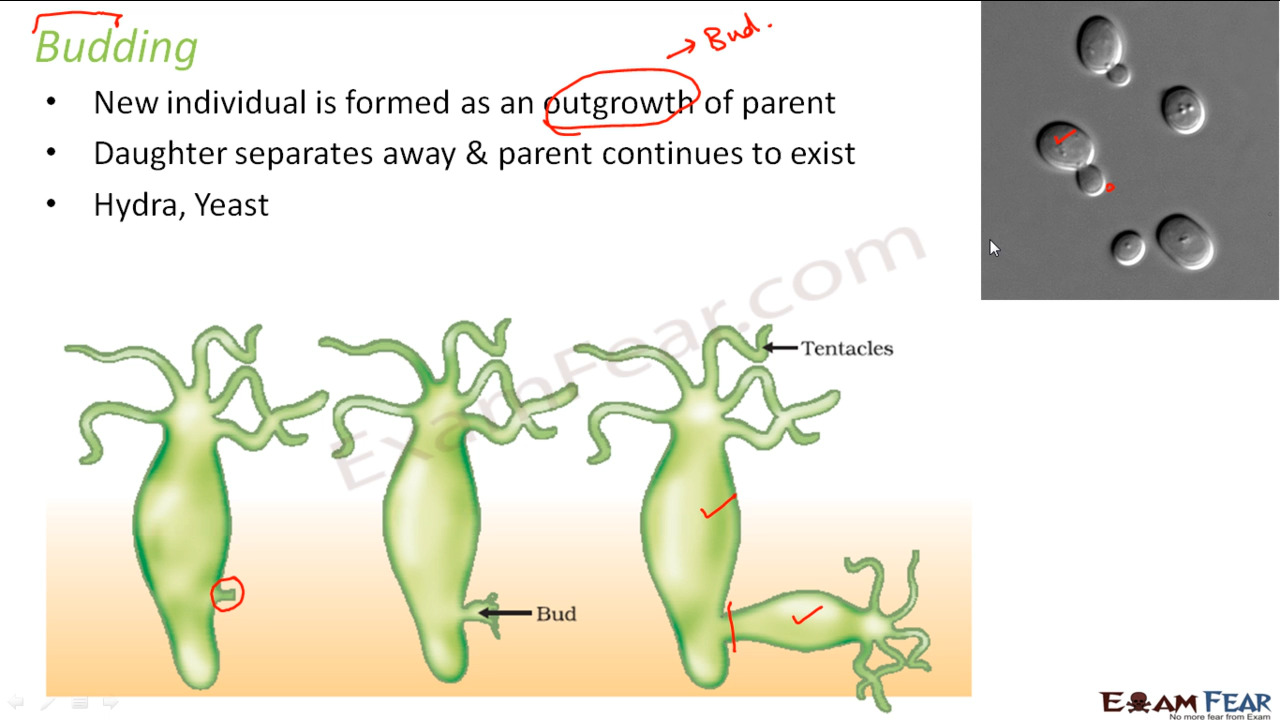 Budding
→ Bud.
• New individual is formed as an outgrowth of parent
• Daughter separates away & parent continues to exist
• Hydra, Yeast
ExamFear.com
Tentacles
Bud
EXAM FEAR
No more fear from Exam